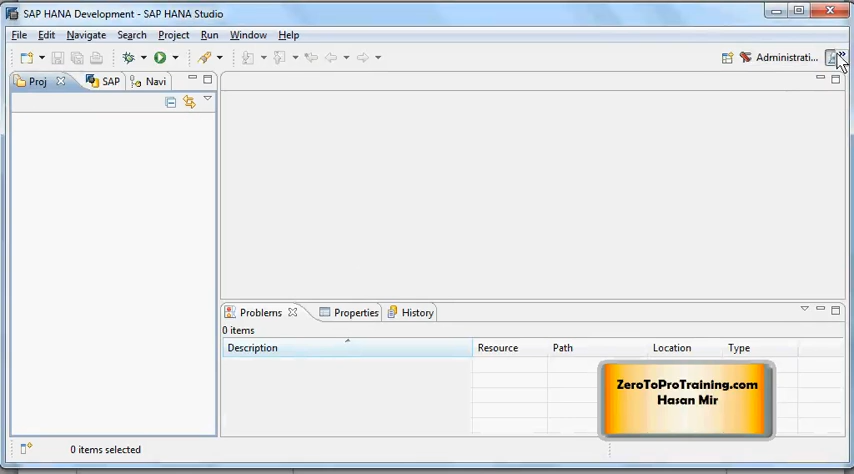 SAP HANA Development - SAP HANA Studio
File Edit Navigate Search Project Run Window Help
Administrati...
Proj SAP Navi
Problems Properties History
0 items
Description Resource Path Location Type
ZeroToProTraining.com
Hasan Mir
0 items selected